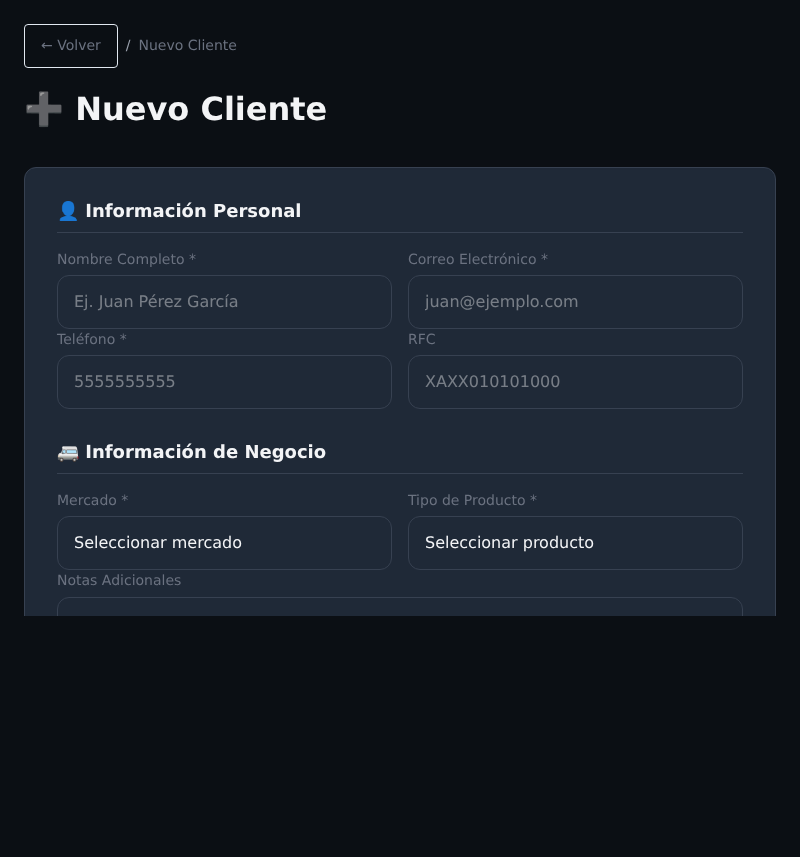 ← Volver / Nuevo Cliente
➕ Nuevo Cliente
👤 Información Personal
Nombre Completo * Correo Electrónico *
Ej. Juan Pérez García juan@ejemplo.com
Teléfono * RFC
5555555555 XAXX010101000
🚐 Información de Negocio
Mercado * Tipo de Producto *
Seleccionar mercado Seleccionar producto
Notas Adicionales